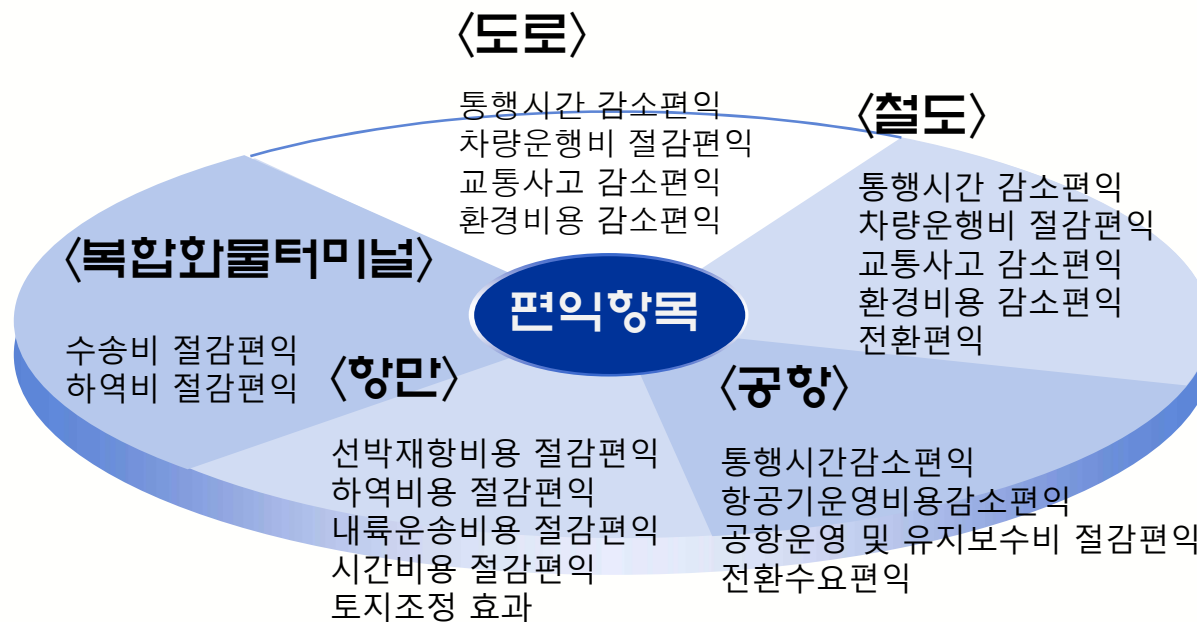 〈도로〉
통행시간 감소편익
차량운행비 절감편익
교통사고 감소편익
환경비용 감소편익
〈철도〉
통행시간 감소편익
차량운행비 절감편익
교통사고 감소편익
환경비용 감소편익
전환편익
〈복합화물터미널〉
수송비 절감편익
하역비 절감편익
편익항목
〈항만〉
선박재항비용 절감편익
하역비용 절감편익
내륙운송비용 절감편익
시간비용 절감편익
토지조정 효과
〈공항〉
통행시간감소편익
항공기운영비용감소편익
공항운영 및 유지보수비 절감편익
전환수요편익